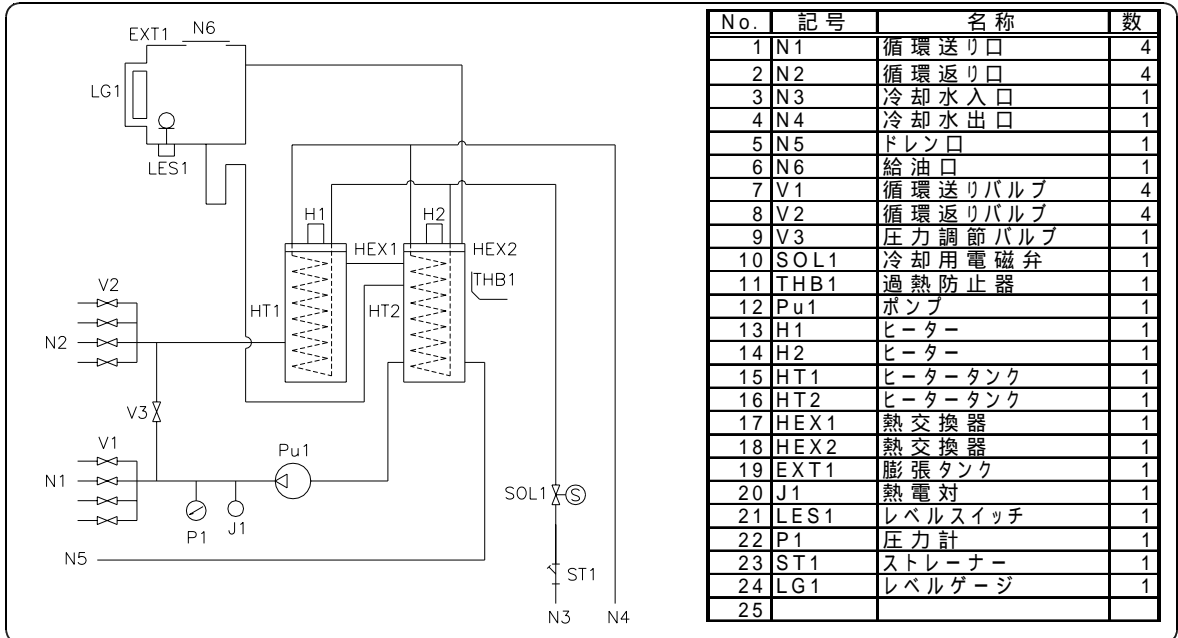 EXT1
N6
LG1
LES1
H1
H2
HEX1
HEX2
THB1
HT1
HT2
V2
N2
V3
V1
N1
Pu1
P1
J1
SOL1
S
N5
ST1
N3
N4
No. 記号 名称 数
1 N1 循環送り口 4
2 N2 循環返り口 4
3 N3 冷却水入口 1
4 N4 冷却水出口 1
5 N5 ドレン口 1
6 N6 給油口 1
7 V1 循環送りバルブ 4
8 V2 循環返りバルブ 4
9 V3 圧力調節バルブ 1
10 SOL1 冷却用電磁弁 1
11 THB1 過熱防止器 1
12 Pu1 ポンプ 1
13 H1 ヒーター 1
14 H2 ヒーター 1
15 HT1 ヒータータンク 1
16 HT2 ヒータータンク 1
17 HEX1 熱交換器 1
18 HEX2 熱交換器 1
19 EXT1 膨張タンク 1
20 J1 熱電対 1
21 LES1 レベルスイッチ 1
22 P1 圧力計 1
23 ST1 ストレーナー 1
24 LG1 レベルゲージ 1
25